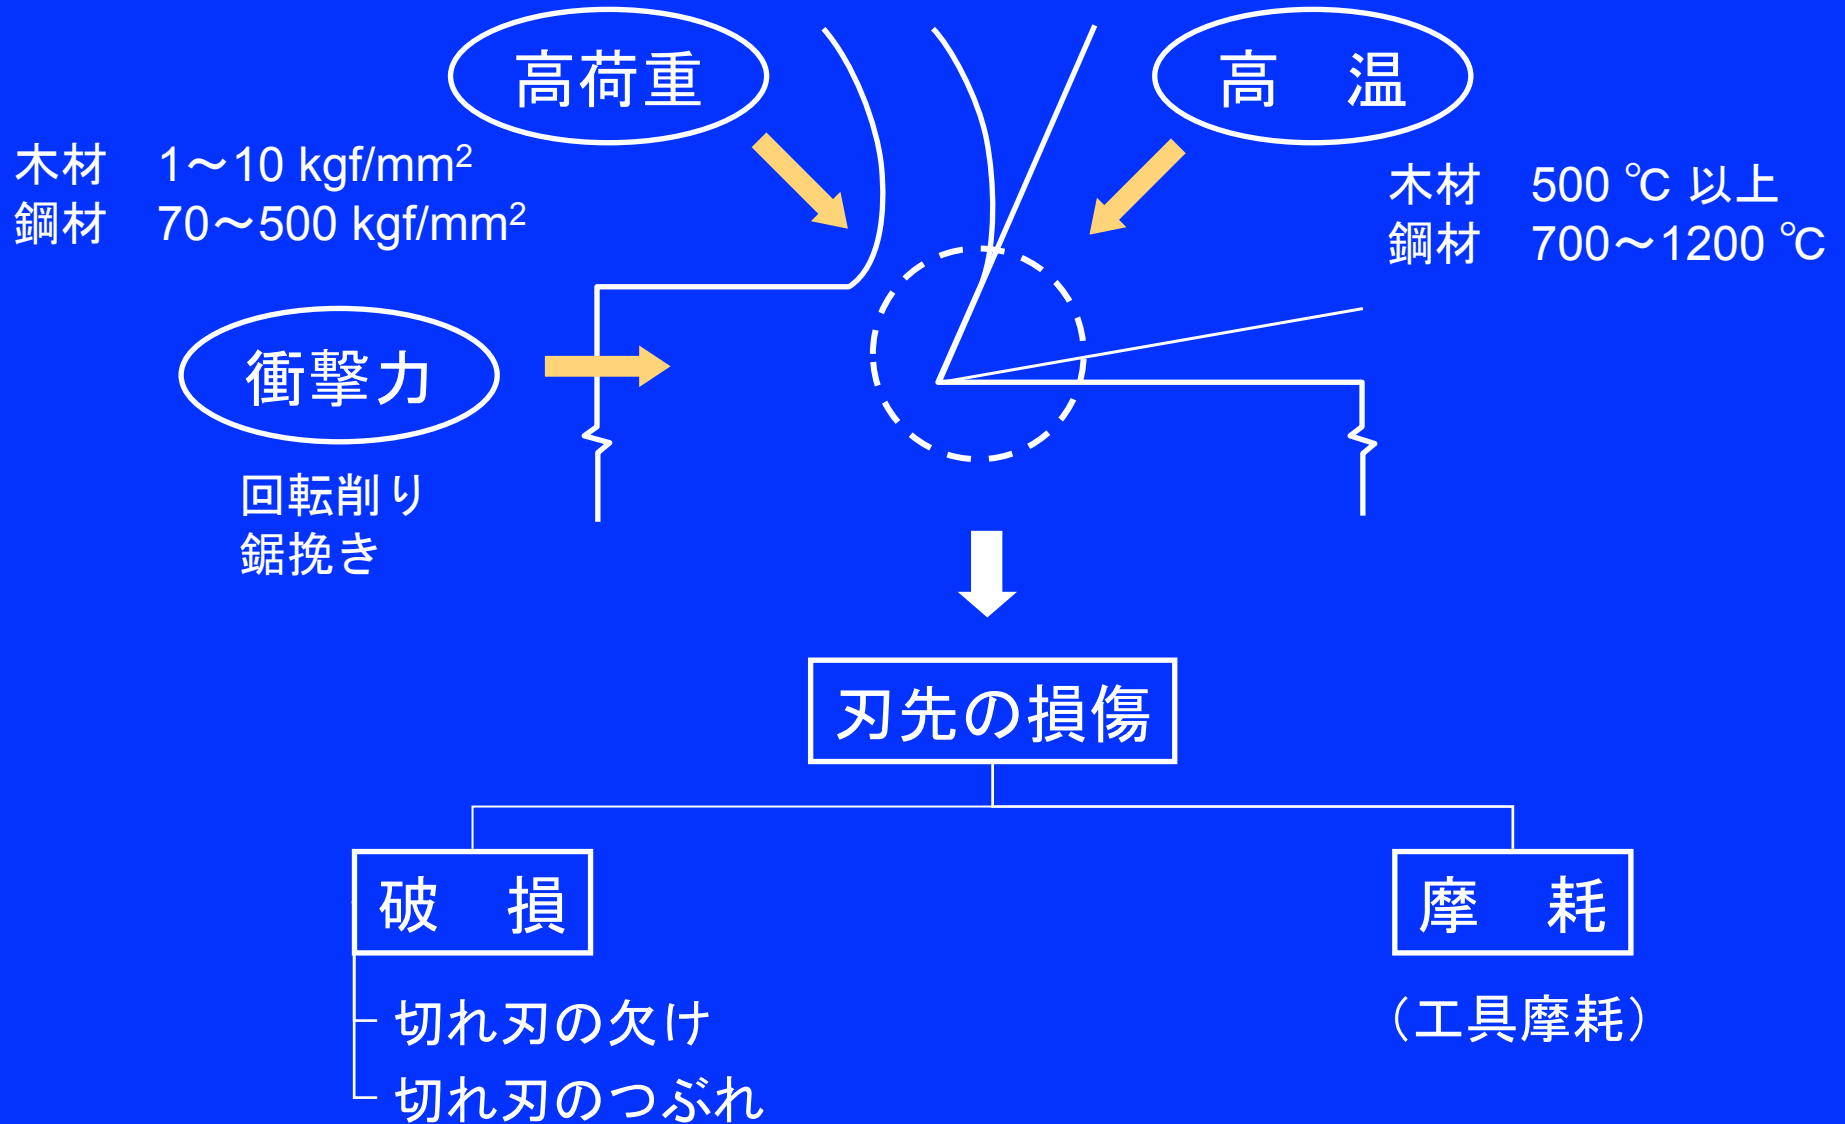 高荷重
木材　1～10 kgf/mm²
鋼材　70～500 kgf/mm²
高　温
木材　500 ℃ 以上
鋼材　700～1200 ℃
衝撃力
回転削り
鋸挽き
刃先の損傷
破　損
切れ刃の欠け
切れ刃のつぶれ
摩　耗
（工具摩耗）